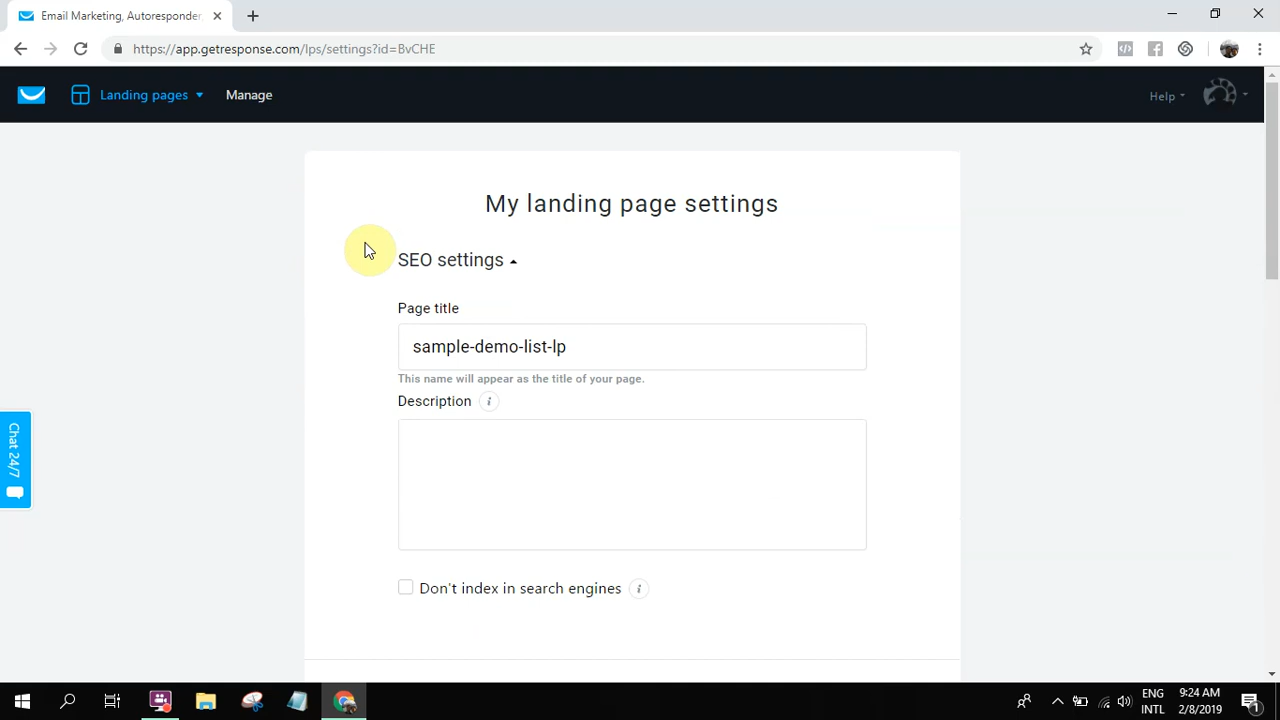 Email Marketing, Autoresponder,
https://app.getresponse.com/lps/settings?id=BvCHE
Landing pages
Manage
Help
My landing page settings
SEO settings
Page title
sample-demo-list-lp
This name will appear as the title of your page.
Description i
Chat 24/7
Don't index in search engines i
ENG
INTL
9:24 AM
2/8/2019
1